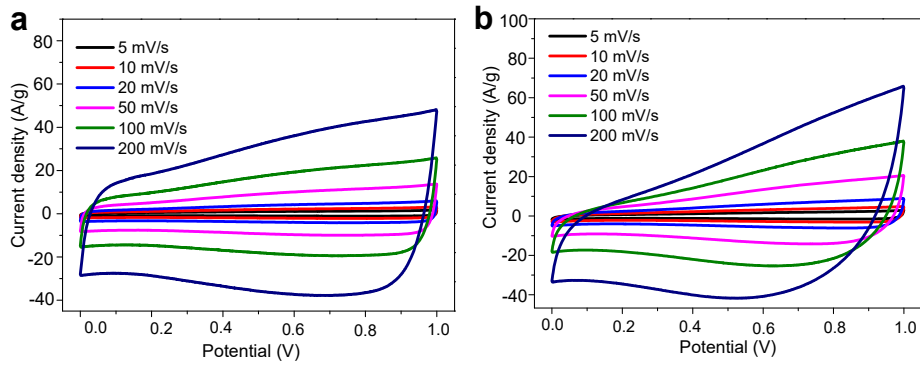 a
Current density (A/g)
80
60
40
20
0
-20
-40
5 mV/s
10 mV/s
20 mV/s
50 mV/s
100 mV/s
200 mV/s
0.0 0.2 0.4 0.6 0.8 1.0
Potential (V)
b
Current density (A/g)
100
80
60
40
20
0
-20
-40
5 mV/s
10 mV/s
20 mV/s
50 mV/s
100 mV/s
200 mV/s
0.0 0.2 0.4 0.6 0.8 1.0
Potential (V)